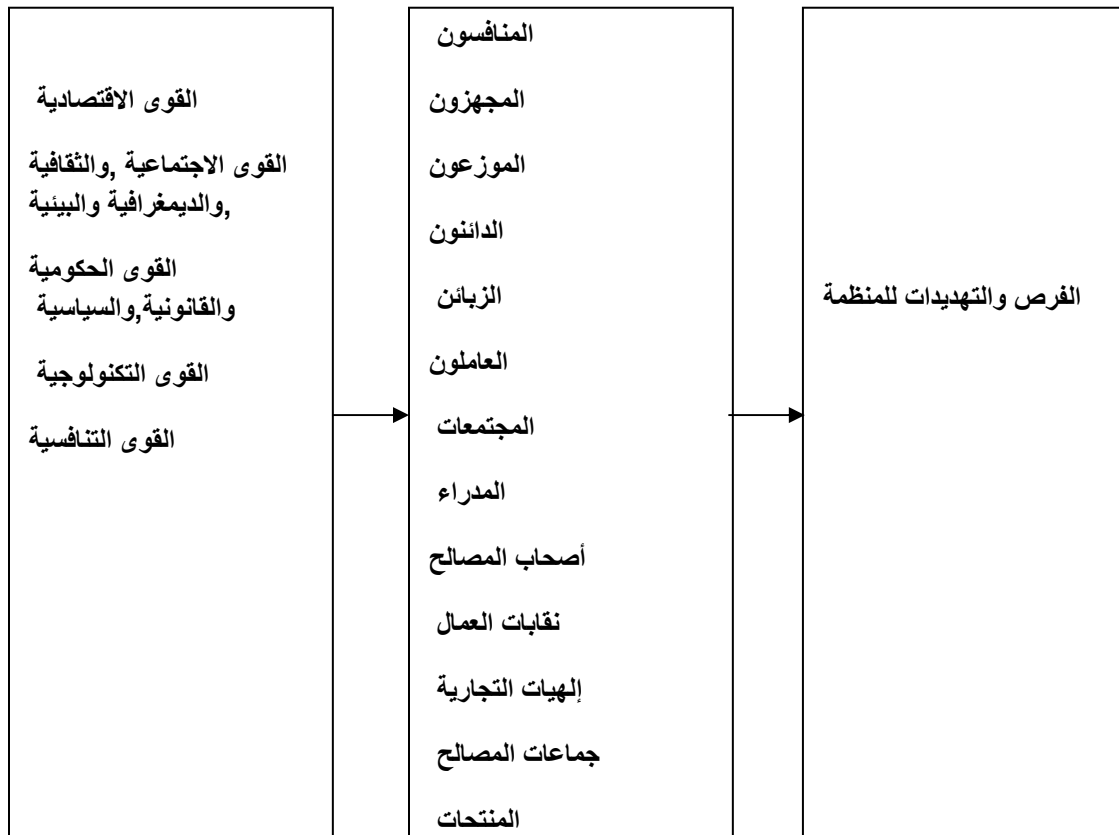 القوى الاقتصادية
القوى الاجتماعية ,والثقافية
,والديمغرافية والبيئية
القوى الحكومية
والقانونية,والسياسية
القوى التكنولوجية
القوى التنافسية
المنافسون
المجهزون
الموزعون
الدائنون
الزبائن
العاملون
المجتمعات
المدراء
أصحاب المصالح
نقابات العمال
إلهيات التجارية
جماعات المصالح
المنتجات
الفرص والتهديدات للمنظمة